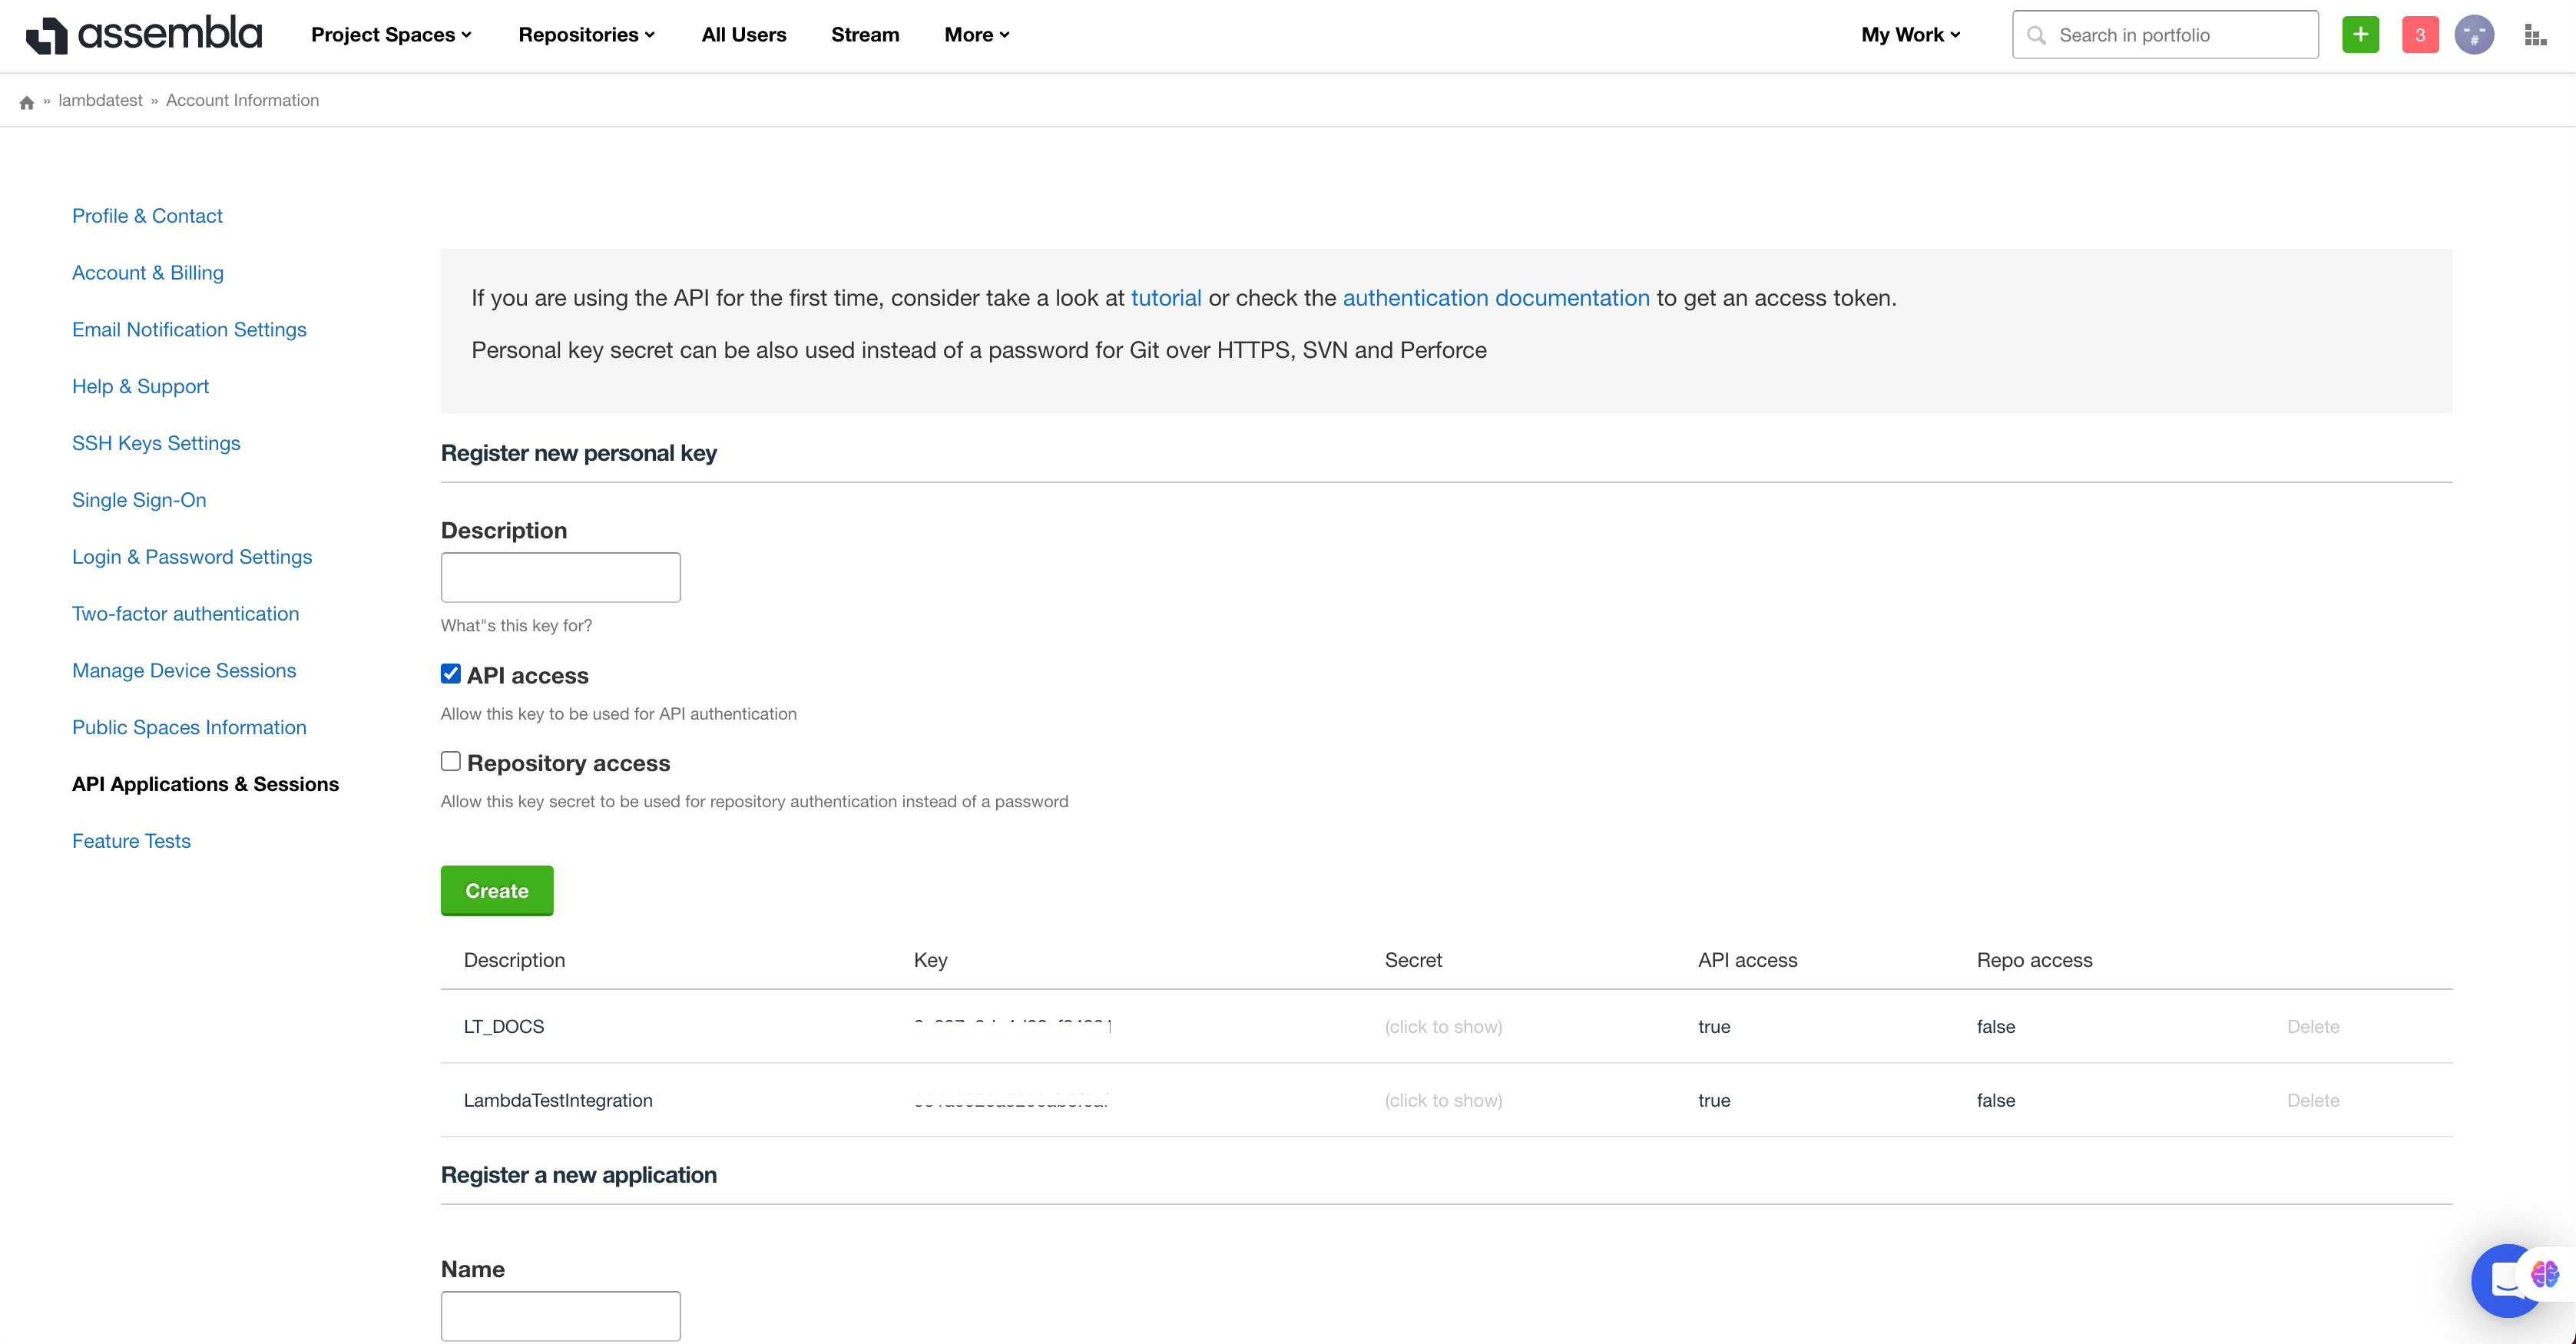 assembla Project Spaces Repositories All Users Stream More My Work Search in portfolio + 3
» lambdatest » Account Information
Profile & Contact
Account & Billing
Email Notification Settings
Help & Support
SSH Keys Settings
Single Sign-On
Login & Password Settings
Two-factor authentication
Manage Device Sessions
Public Spaces Information
API Applications & Sessions
Feature Tests
If you are using the API for the first time, consider take a look at tutorial or check the authentication documentation to get an access token.
Personal key secret can be also used instead of a password for Git over HTTPS, SVN and Perforce
Register new personal key
Description
What"s this key for?
API access
Allow this key to be used for API authentication
Repository access
Allow this key secret to be used for repository authentication instead of a password
Create
Description Key Secret API access Repo access
LT_DOCS (click to show) true false Delete
LambdaTestIntegration (click to show) true false Delete
Register a new application
Name